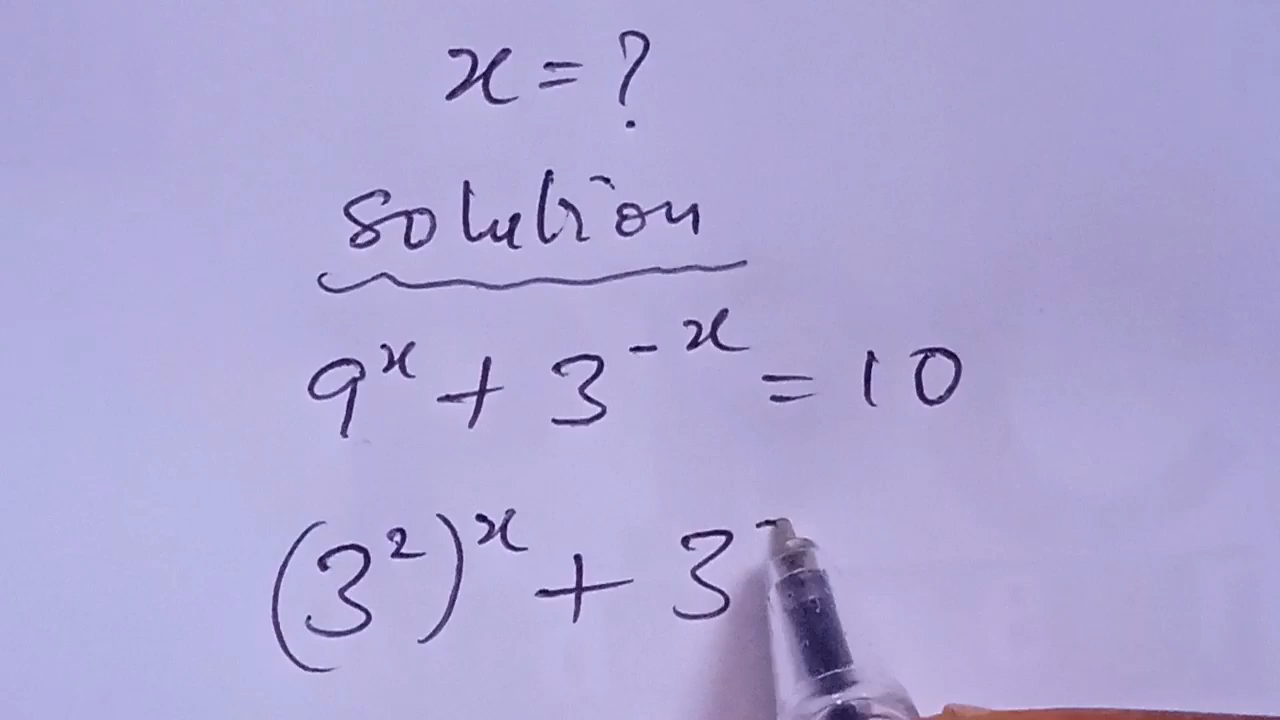 x = ?
Solution
9^x + 3^-x = 10
(3^2)^x + 3^-